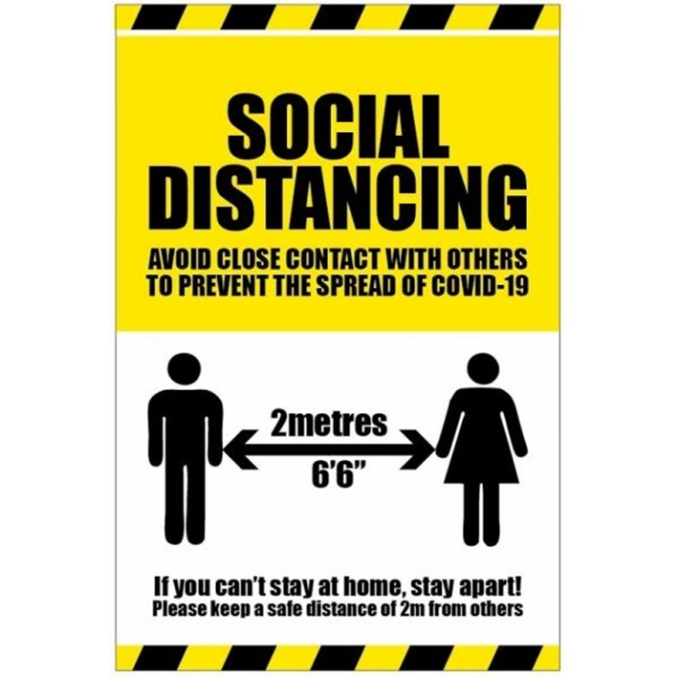 SOCIAL
DISTANCING
AVOID CLOSE CONTACT WITH OTHERS
TO PREVENT THE SPREAD OF COVID-19
2metres
6'6"
If you can't stay at home, stay apart!
Please keep a safe distance of 2m from others